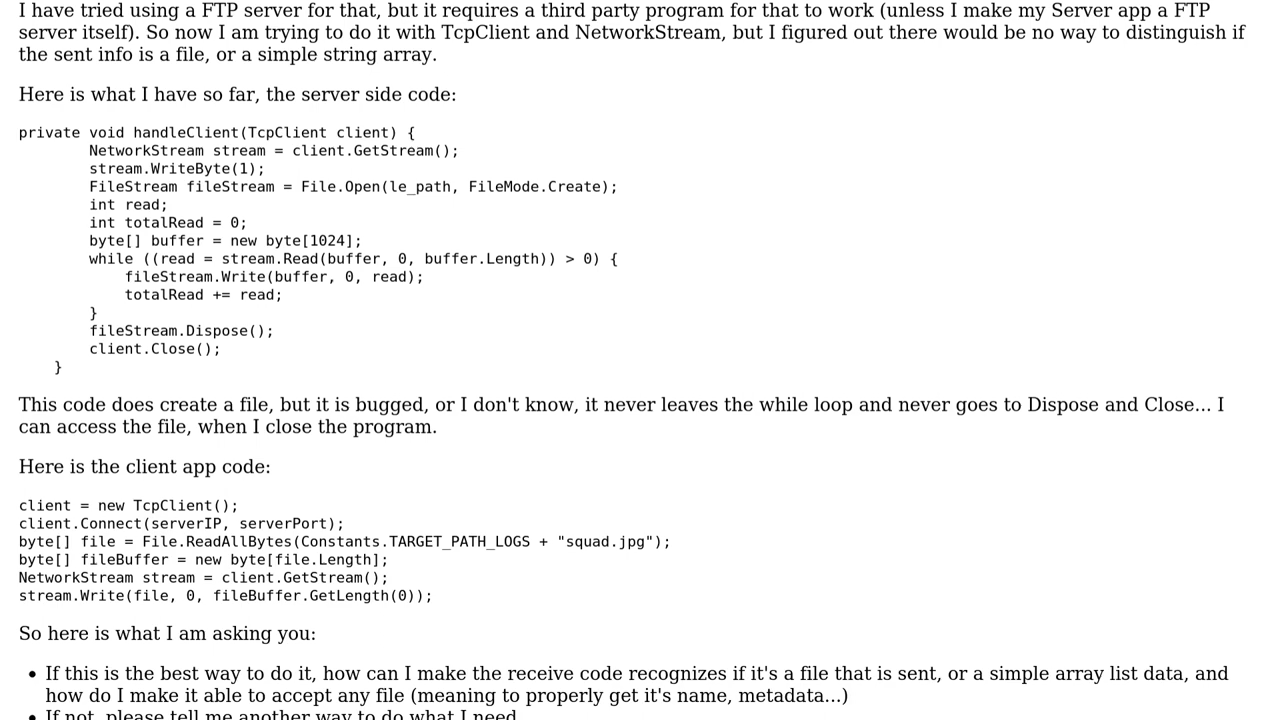 I have tried using a FTP server for that, but it requires a third party program for that to work (unless I make my Server app a FTP
server itself). So now I am trying to do it with TcpClient and NetworkStream, but I figured out there would be no way to distinguish if
the sent info is a file, or a simple string array.
Here is what I have so far, the server side code:
private void handleClient(TcpClient client) {
        NetworkStream stream = client.GetStream();
        stream.WriteByte(1);
        FileStream fileStream = File.Open(le_path, FileMode.Create);
        int read;
        int totalRead = 0;
        byte[] buffer = new byte[1024];
        while ((read = stream.Read(buffer, 0, buffer.Length)) > 0) {
            fileStream.Write(buffer, 0, read);
            totalRead += read;
        }
        fileStream.Dispose();
        client.Close();
    }
This code does create a file, but it is bugged, or I don't know, it never leaves the while loop and never goes to Dispose and Close... I
can access the file, when I close the program.
Here is the client app code:
client = new TcpClient();
client.Connect(serverIP, serverPort);
byte[] file = File.ReadAllBytes(Constants.TARGET_PATH_LOGS + "squad.jpg");
byte[] fileBuffer = new byte[file.Length];
NetworkStream stream = client.GetStream();
stream.Write(file, 0, fileBuffer.GetLength(0));
So here is what I am asking you:
• If this is the best way to do it, how can I make the receive code recognizes if it's a file that is sent, or a simple array list data, and
how do I make it able to accept any file (meaning to properly get it's name, metadata...)
• If not, please tell me another way to do what I need